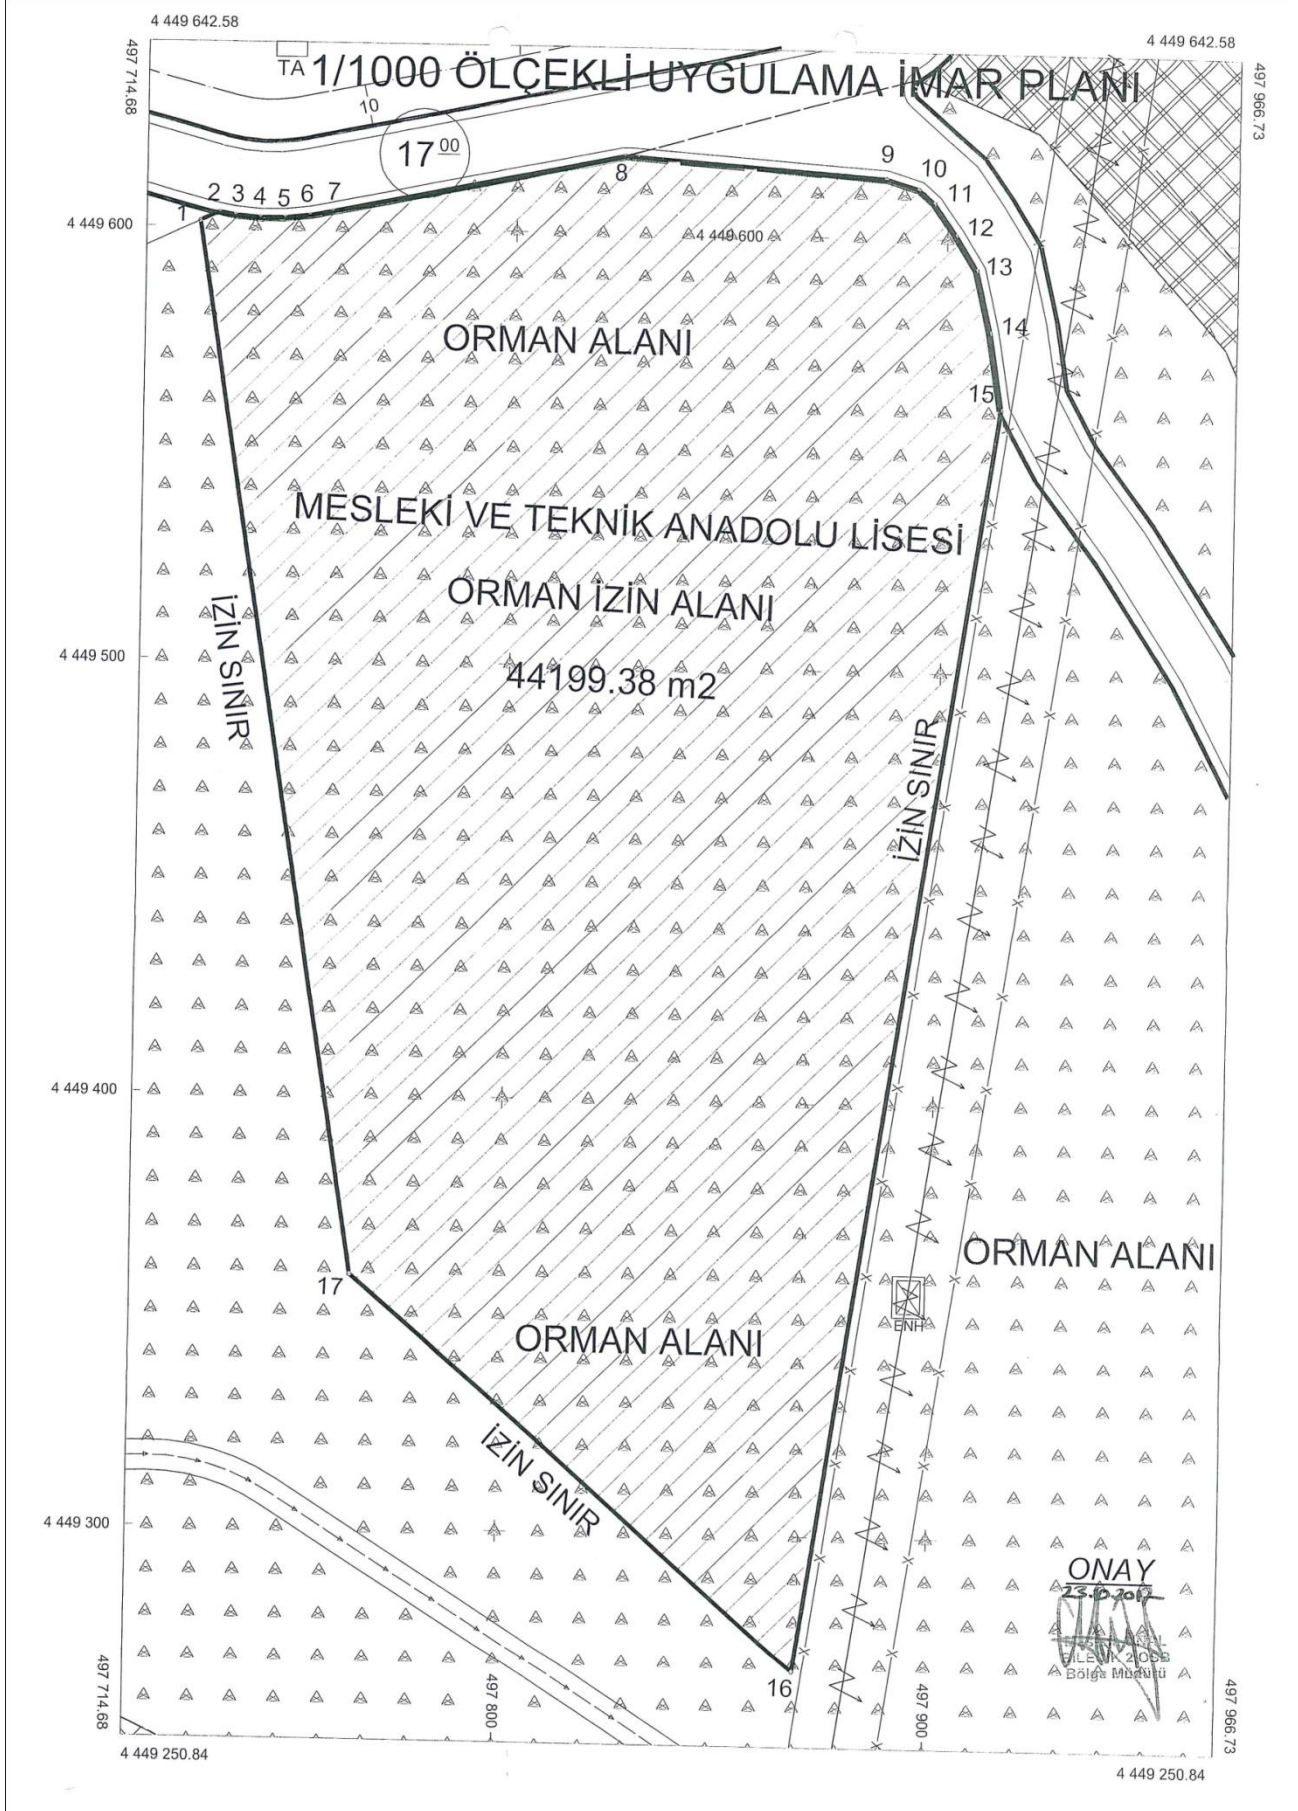 4 449 642.58
4 449 642.58
497 714.68
497 966.73
TA
1/1000 ÖLÇEKLİ UYGULAMA İMAR PLANI
10
17 00
1
2
3
4
5
6
7
8
9
10
11
12
13
14
15
4 449 600
4 449 600
ORMAN ALANI
MESLEKİ VE TEKNİK ANADOLU LİSESİ
ORMAN İZİN ALANI
44199.38 m2
İZİN SINIR
İZİN SINIR
4 449 500
4 449 400
17
ORMAN ALANI
ENH
ORMAN ALANI
İZİN SINIR
4 449 300
ONAY
BİLECİK 2.OSB
Bölge Müdürü
16
497 714.68
497 800
497 900
497 966.73
4 449 250.84
4 449 250.84